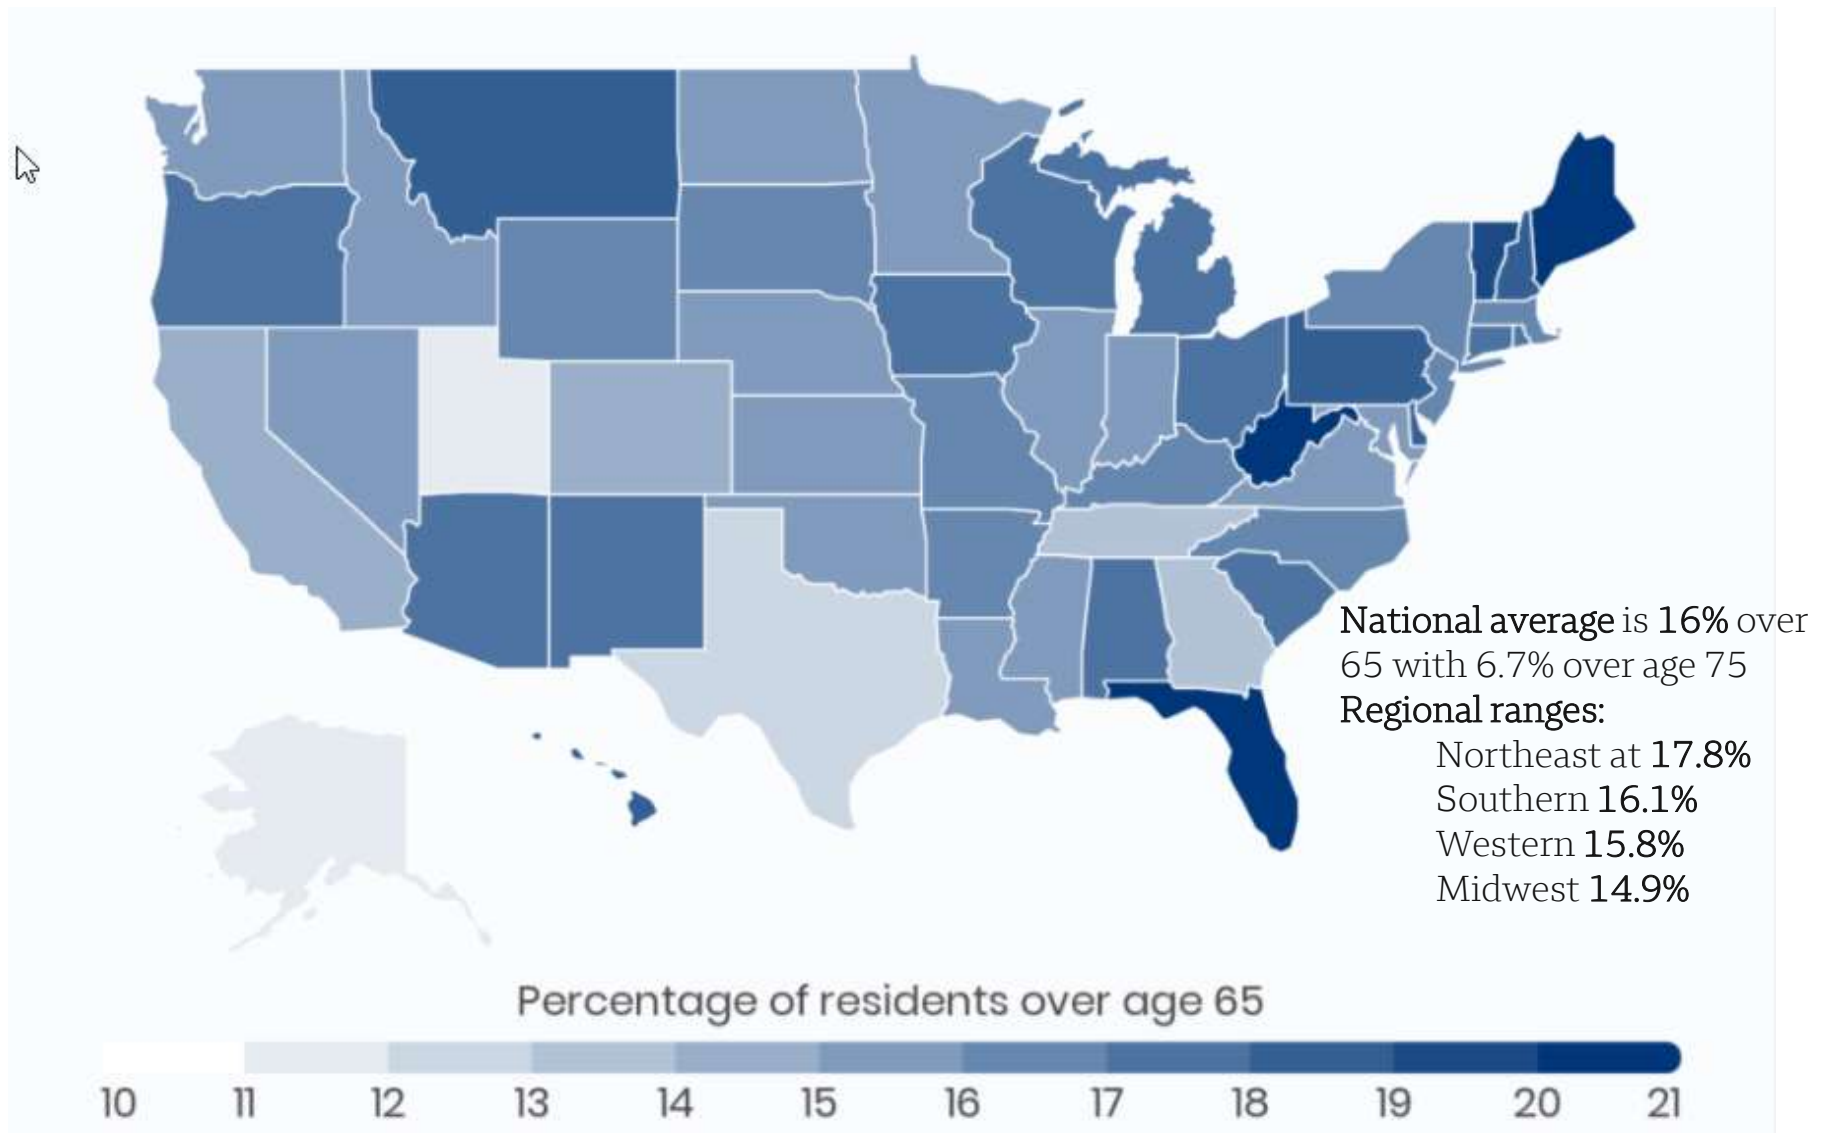 National average is 16% over
65 with 6.7% over age 75
Regional ranges:
Northeast at 17.8%
Southern 16.1%
Western 15.8%
Midwest 14.9%
Percentage of residents over age 65
10 11 12 13 14 15 16 17 18 19 20 21